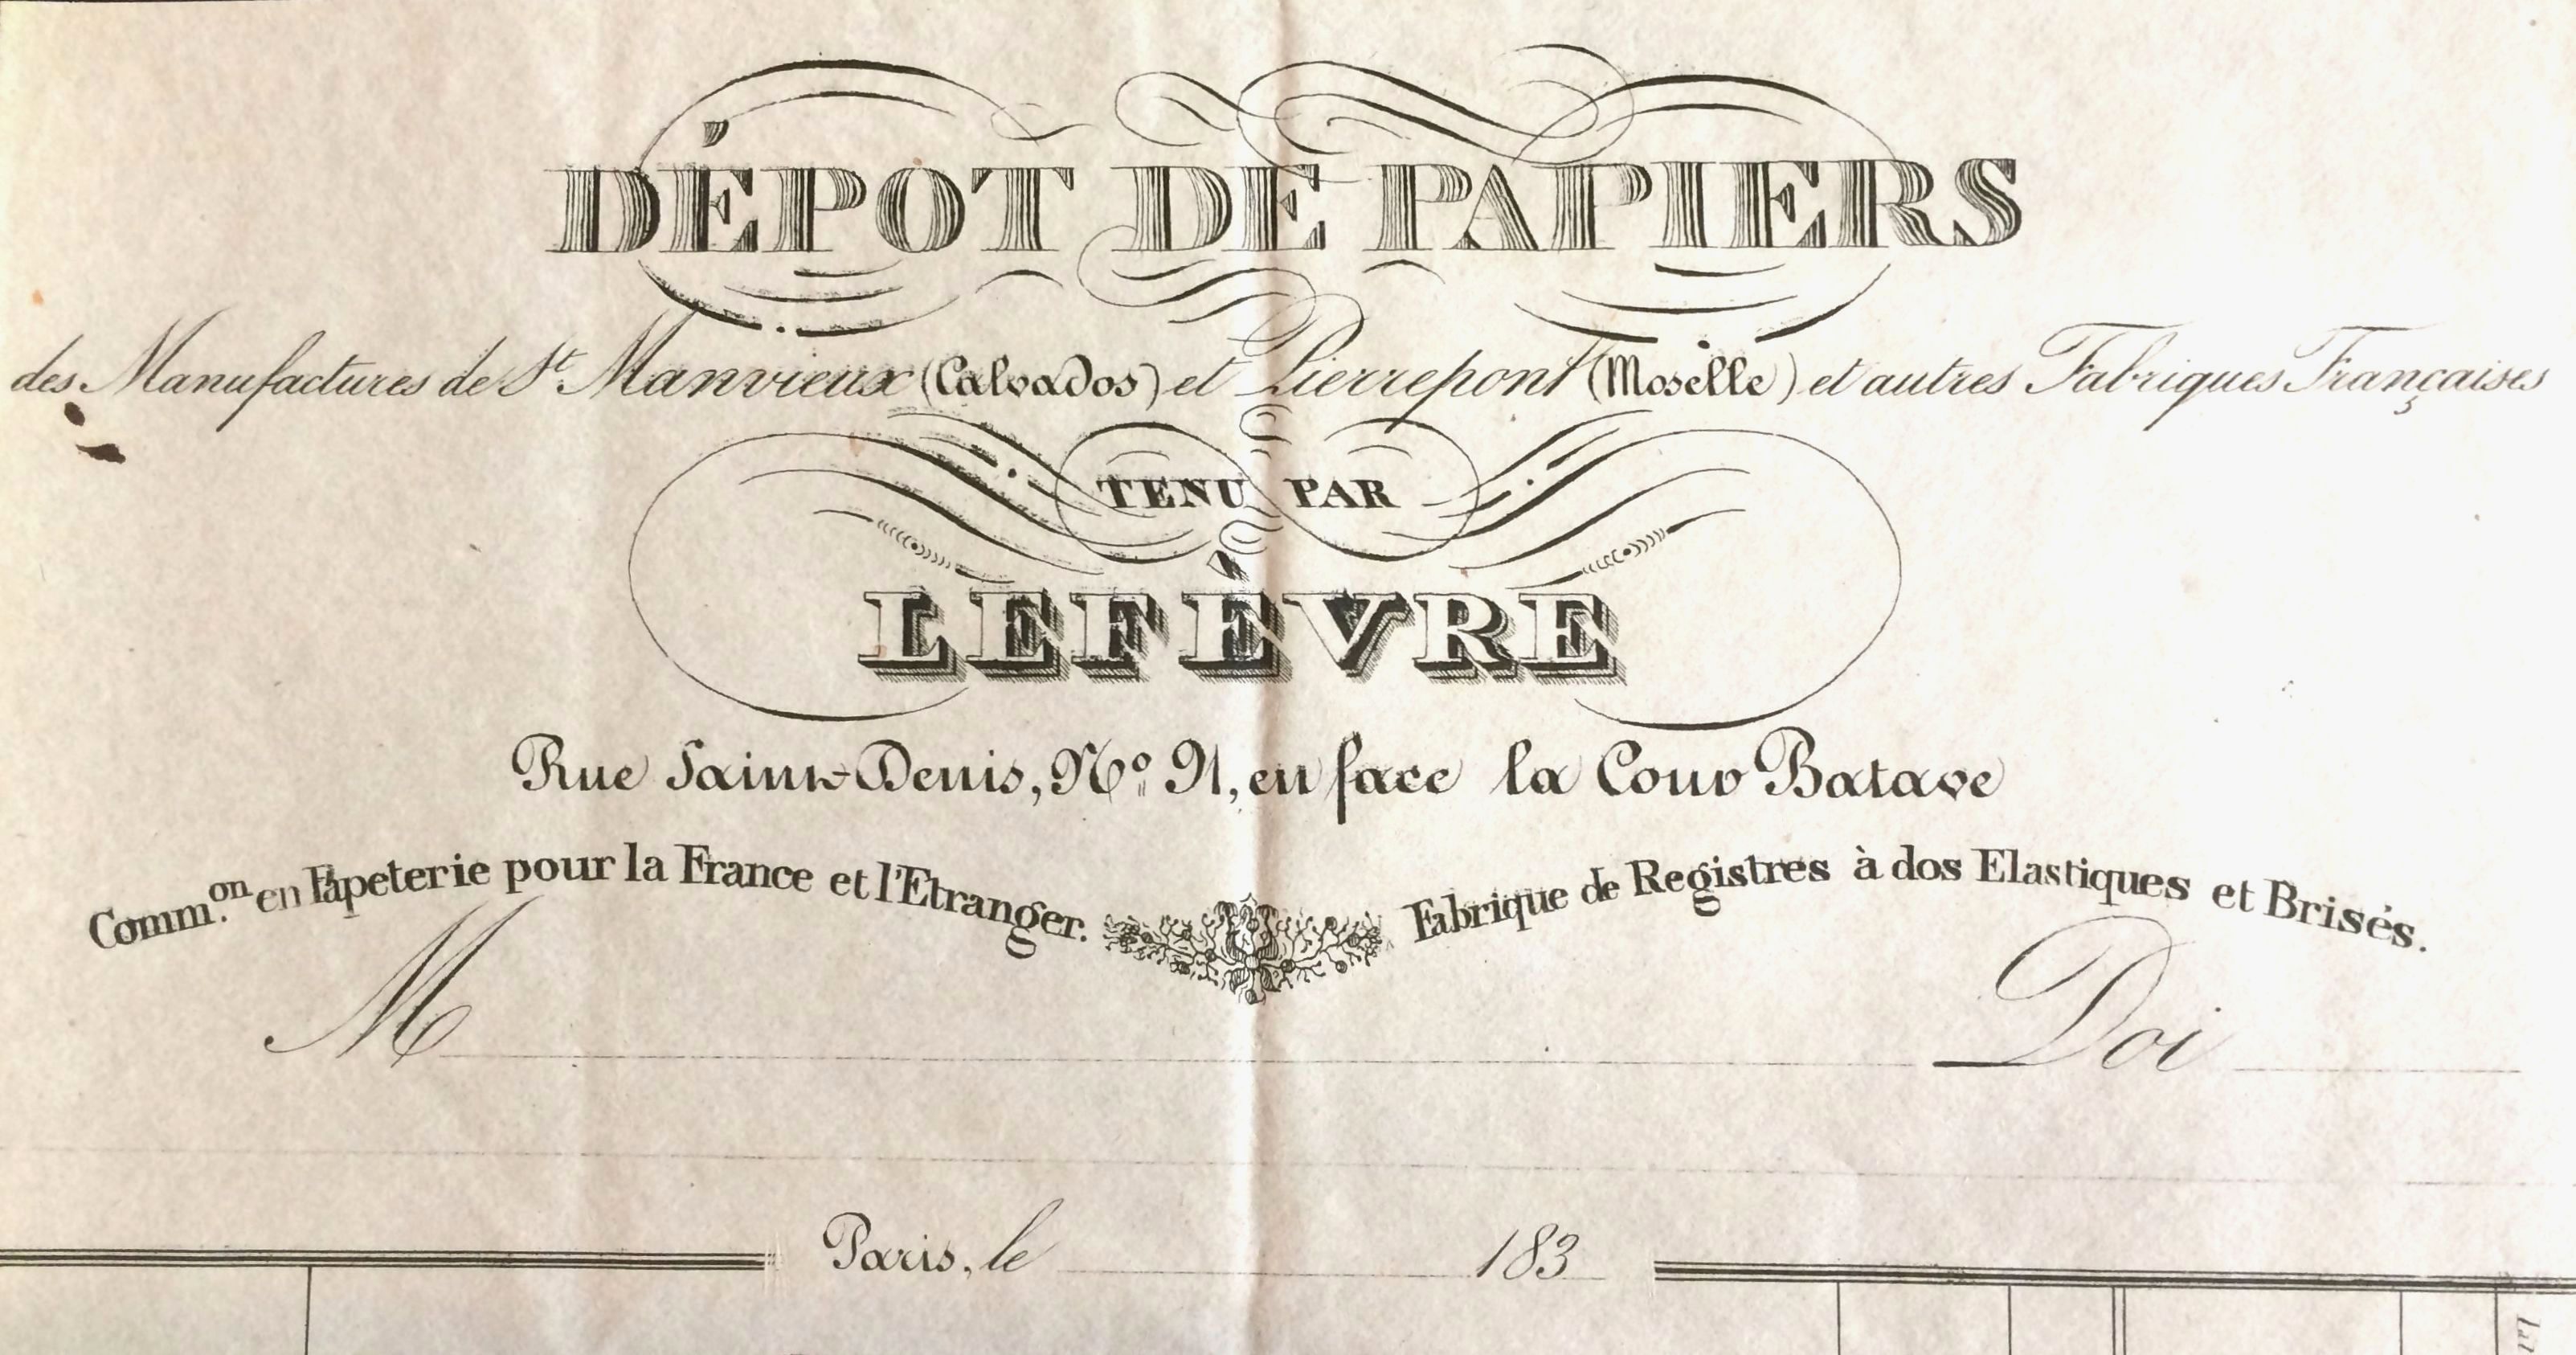 DÉPOT DE PAPIERS
des Manufactures de St. Manvieux (Calvados) et Pierrepont (Moselle) et autres Fabriques Françaises
TENU PAR
LEFÈVRE
Rue Saint-Denis, No. 91, en face la Cour Batave
Comm.on en Papeterie pour la France et l'Etranger.
Fabrique de Registres à dos Elastiques et Brisés.
M Doi
Paris, le 183